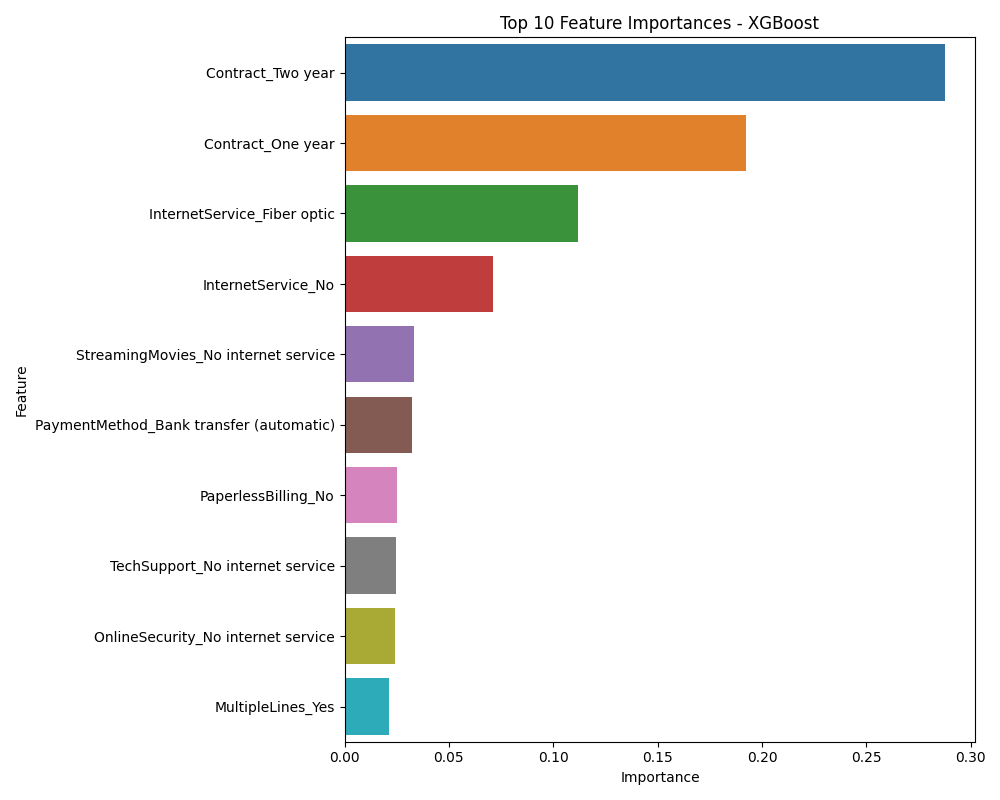 Top 10 Feature Importances - XGBoost
Contract_Two year
Contract_One year
InternetService_Fiber optic
InternetService_No
StreamingMovies_No internet service
PaymentMethod_Bank transfer (automatic)
PaperlessBilling_No
TechSupport_No internet service
OnlineSecurity_No internet service
MultipleLines_Yes
Feature
0.00 0.05 0.10 0.15 0.20 0.25 0.30
Importance